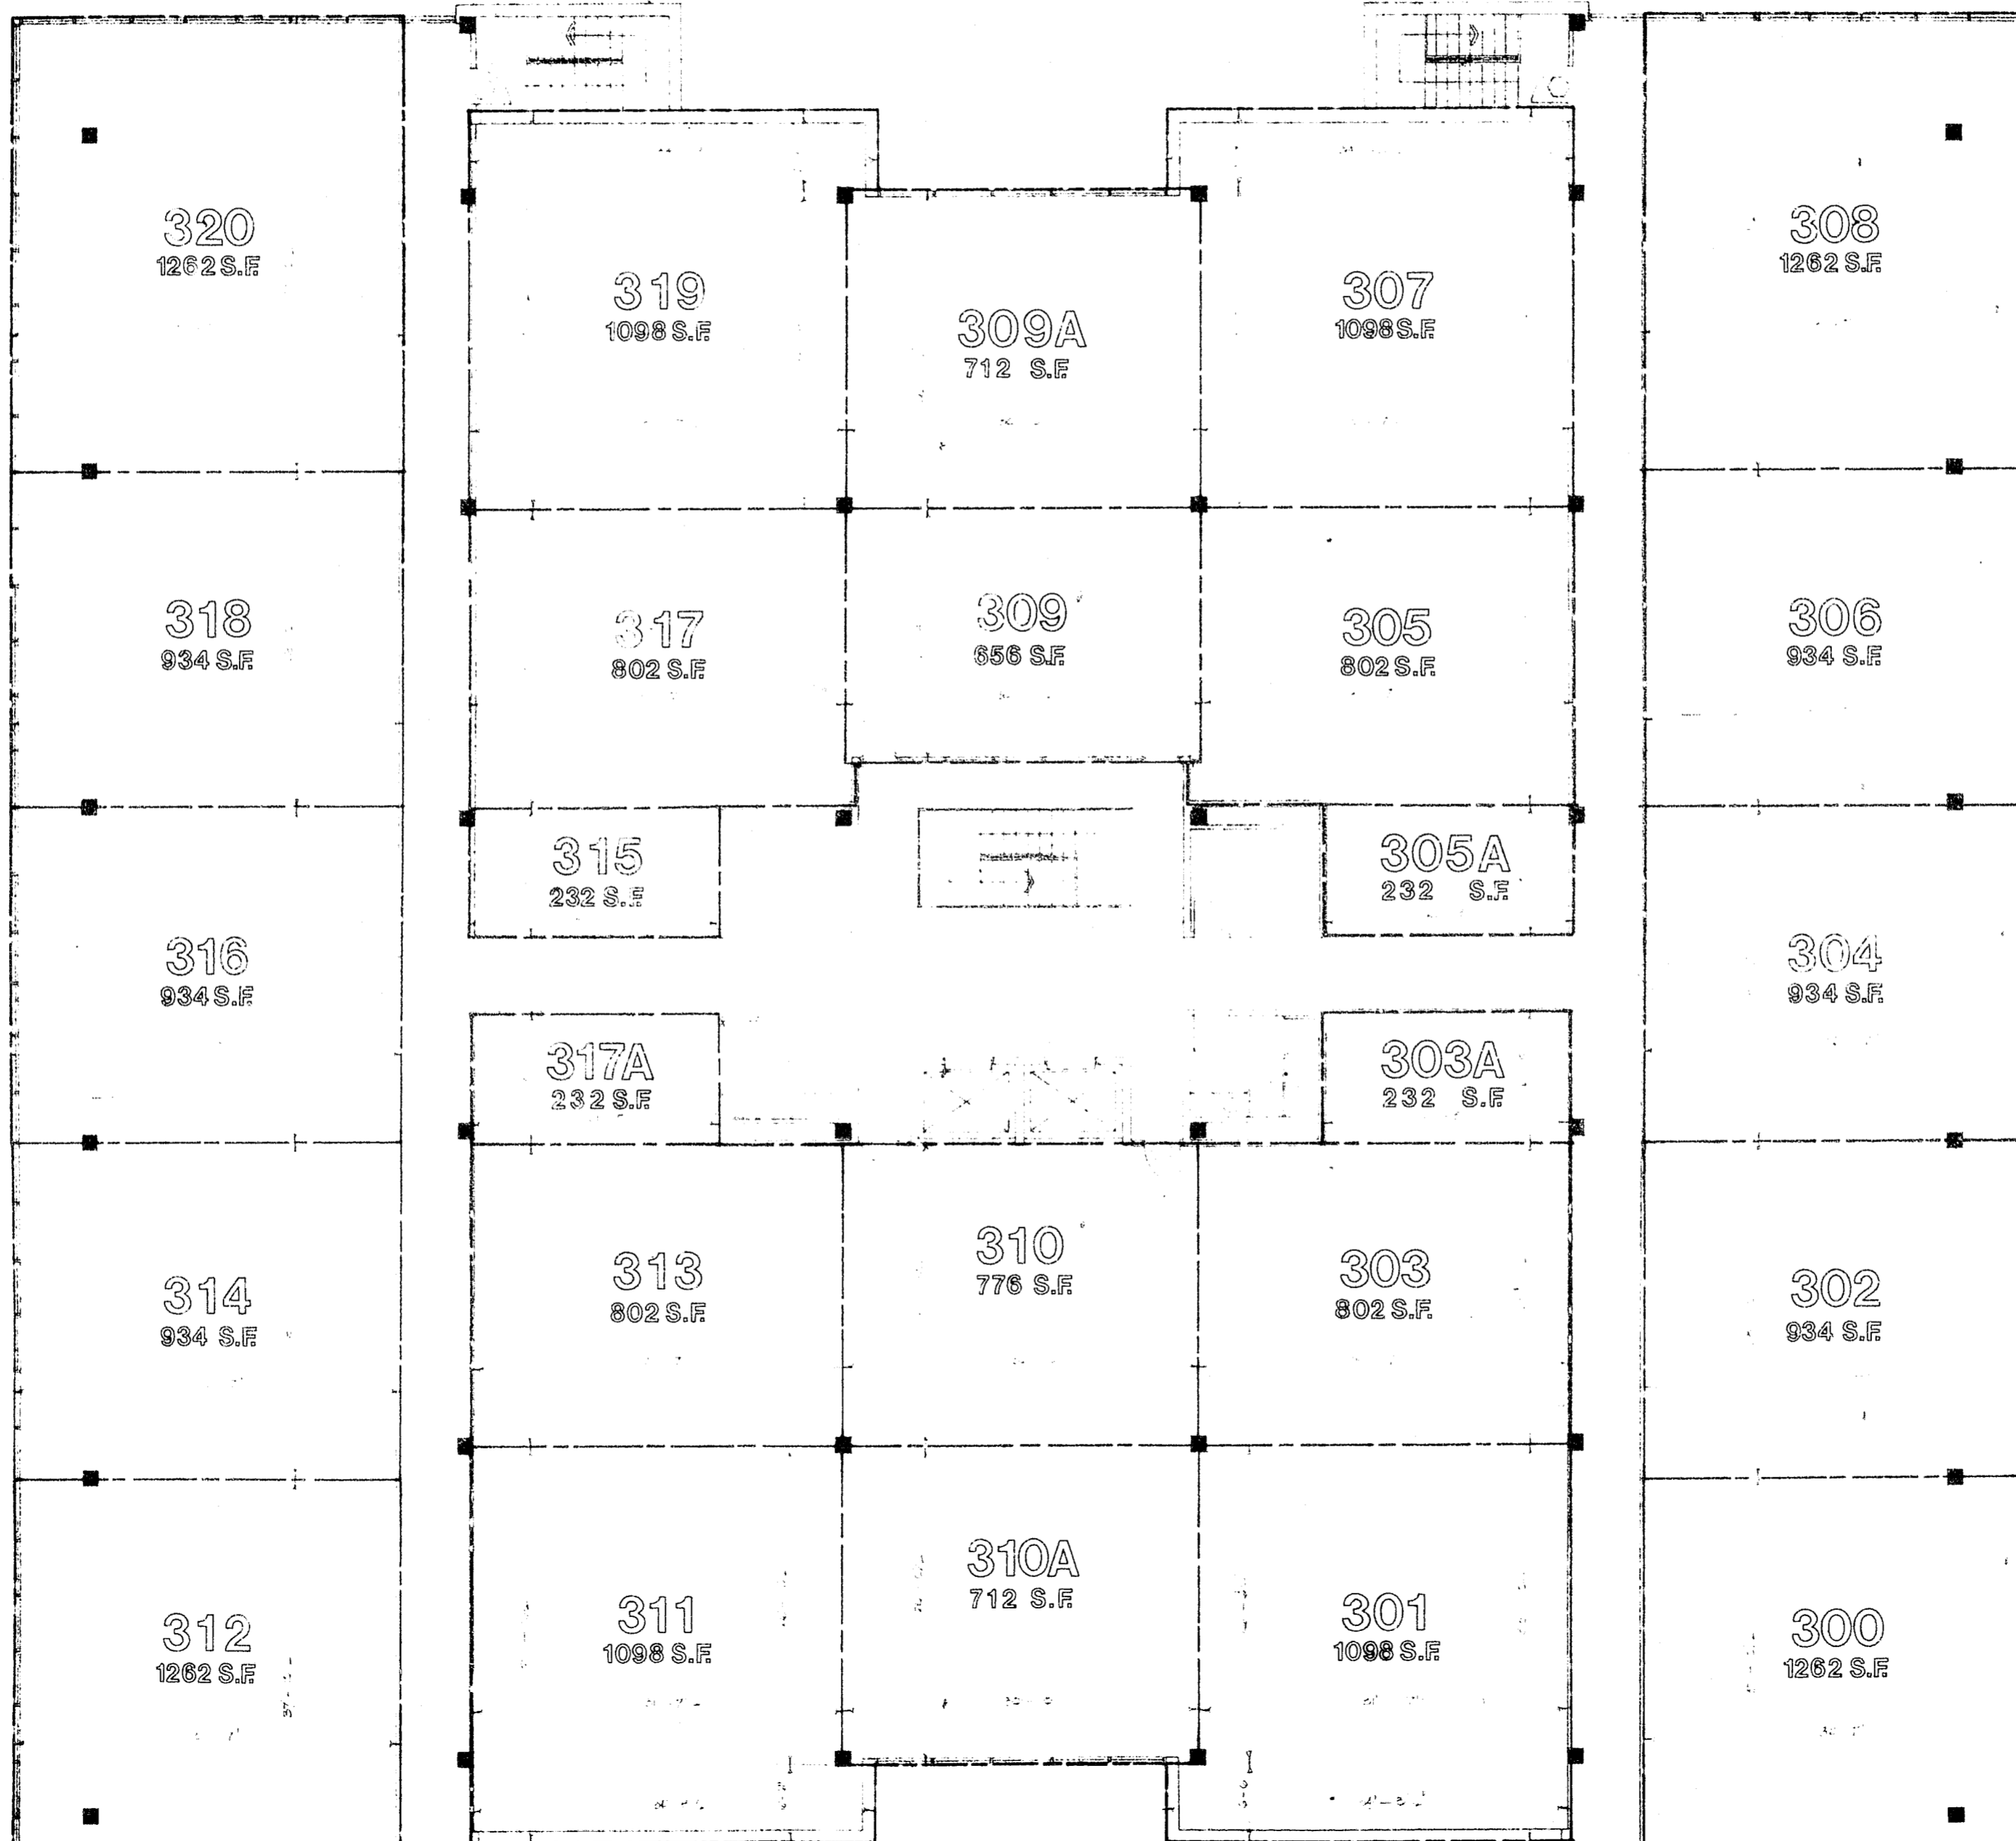 320
1262 S.F.
308
1262 S.F.
319
1098 S.F.
309A
712 S.F.
307
1098 S.F.
318
934 S.F.
317
802 S.F.
309
656 S.F.
305
802 S.F.
306
934 S.F.
315
232 S.F.
305A
232 S.F.
316
934 S.F.
304
934 S.F.
317A
232 S.F.
303A
232 S.F.
314
934 S.F.
313
802 S.F.
310
776 S.F.
303
802 S.F.
302
934 S.F.
312
1262 S.F.
311
1098 S.F.
310A
712 S.F.
301
1098 S.F.
300
1262 S.F.